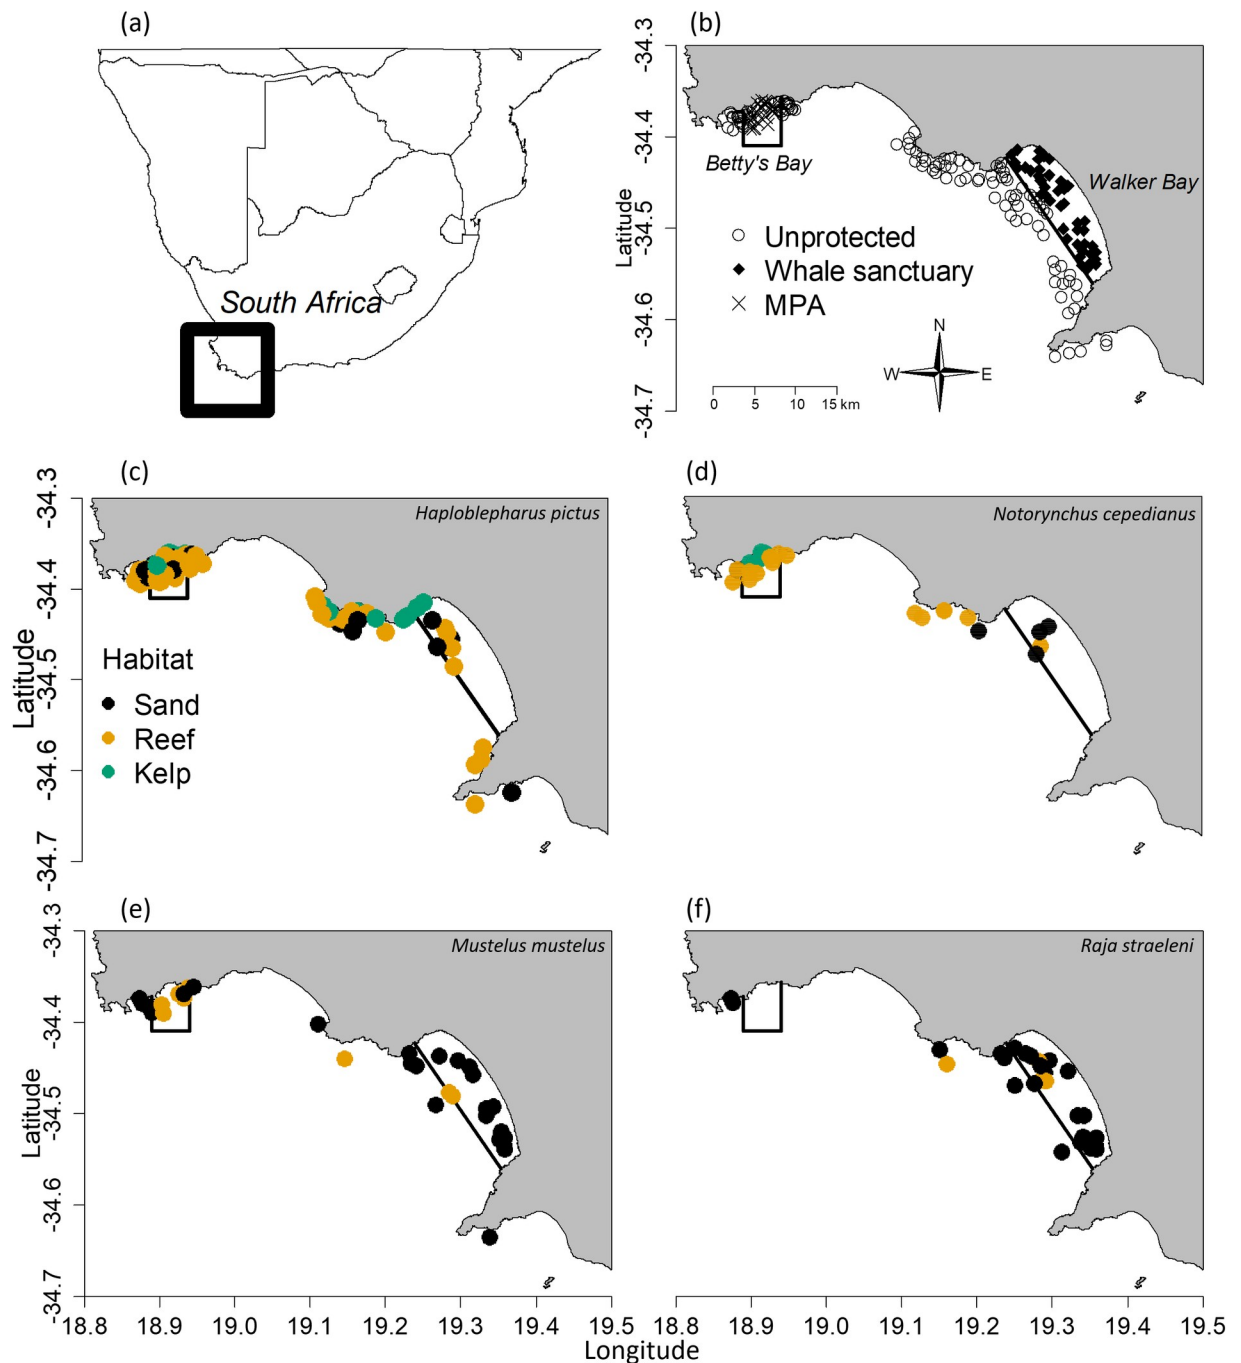 (a)
South Africa
(b)
-34.3
-34.4
-34.5
-34.6
-34.7
Latitude
Betty's Bay
Walker Bay
Unprotected
Whale sanctuary
MPA
N
W
E
0 5 10 15 km
(c)
Haploblepharus pictus
-34.3
-34.4
-34.5
-34.6
-34.7
Latitude
Habitat
Sand
Reef
Kelp
(d)
Notorynchus cepedianus
(e)
Mustelus mustelus
-34.3
-34.4
-34.5
-34.6
-34.7
Latitude
18.8 18.9 19.0 19.1 19.2 19.3 19.4 19.5
(f)
Raja straeleni
18.8 18.9 19.0 19.1 19.2 19.3 19.4 19.5
Longitude